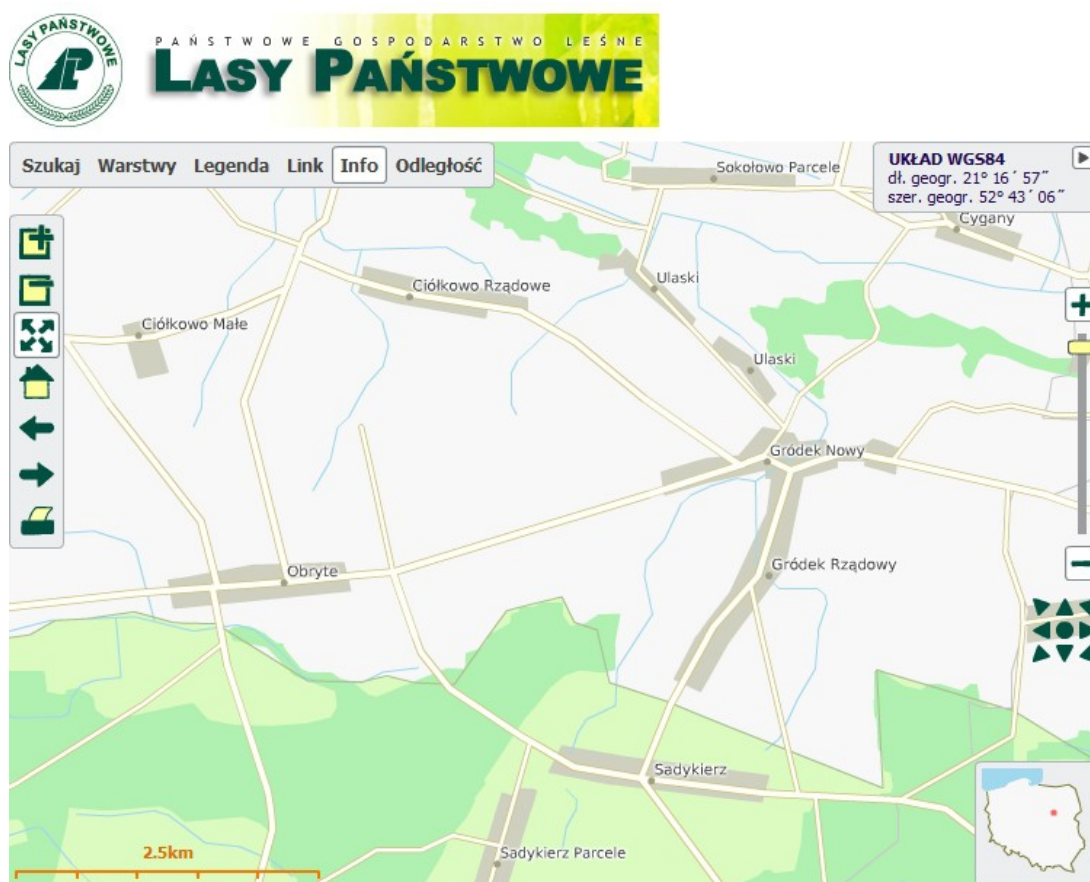 LASY PAŃSTWOWE
PAŃSTWOWE GOSPODARSTWO LEŚNE
LASY PAŃSTWOWE
Szukaj Warstwy Legenda Link Info Odległość
UKŁAD WGS84
dł. geogr. 21° 16 ´ 57˝
szer. geogr. 52° 43 ´ 06˝
Sokołowo Parcele
Cygany
Ulaski
Ciółkowo Rządowe
Ciółkowo Małe
Ulaski
Gródek Nowy
Gródek Rządowy
Obryte
Sadykierz
Sadykierz Parcele
2.5km